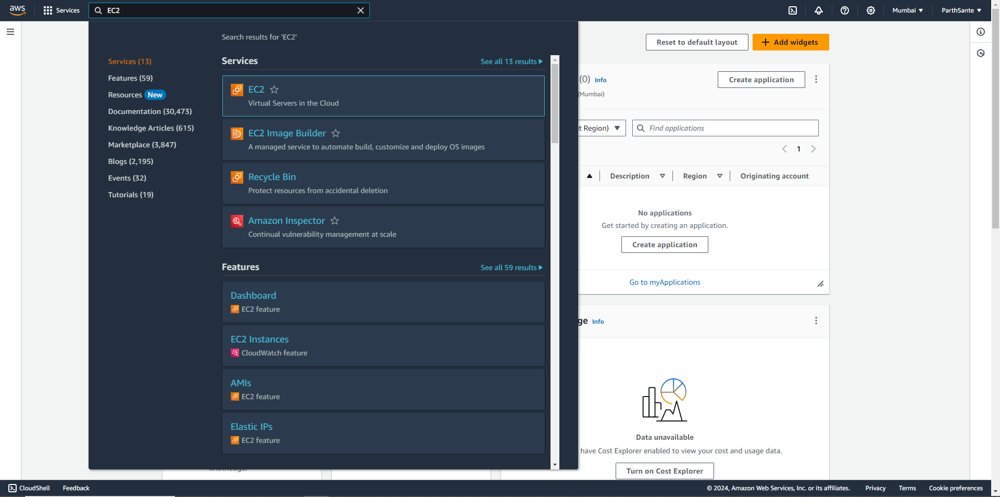 aws
Services
EC2
Mumbai
ParthSante
Search results for 'EC2'
Services (13)
Features (59)
Resources New
Documentation (30,473)
Knowledge Articles (615)
Marketplace (3,847)
Blogs (2,195)
Events (32)
Tutorials (19)
Services
See all 13 results
EC2
Virtual Servers in the Cloud
EC2 Image Builder
A managed service to automate build, customize and deploy OS images
Recycle Bin
Protect resources from accidental deletion
Amazon Inspector
Continual vulnerability management at scale
Features
See all 59 results
Dashboard
EC2 feature
EC2 Instances
CloudWatch feature
AMIs
EC2 feature
Elastic IPs
EC2 feature
Reset to default layout
Add widgets
(0) Info
(Mumbai)
Create application
t Region)
Find applications
1
Description
Region
Originating account
No applications
Get started by creating an application.
Create application
Go to myApplications
ge Info
Data unavailable
have Cost Explorer enabled to view your cost and usage data.
Turn on Cost Explorer
CloudShell
Feedback
© 2024, Amazon Web Services, Inc. or its affiliates.
Privacy
Terms
Cookie preferences